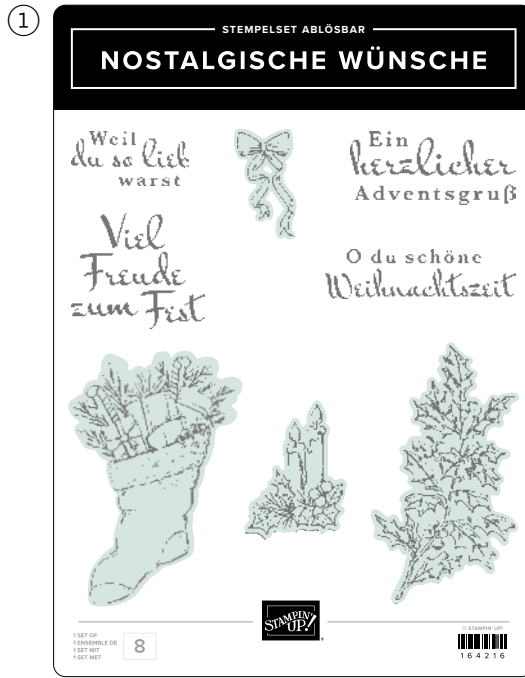 1
STEMPELSET ABLÖSBAR
NOSTALGISCHE WÜNSCHE
Weil
du so lieb
warst
Ein
herzlicher
Adventsgruß
Viel
Freude
zum Fest
O du schöne
Weihnachtszeit
STAMPIN' UP!
1 SET OF
1 ENSEMBLE DE
1 SET MIT
1 SET MET
8
© STAMPIN' UP!
164216